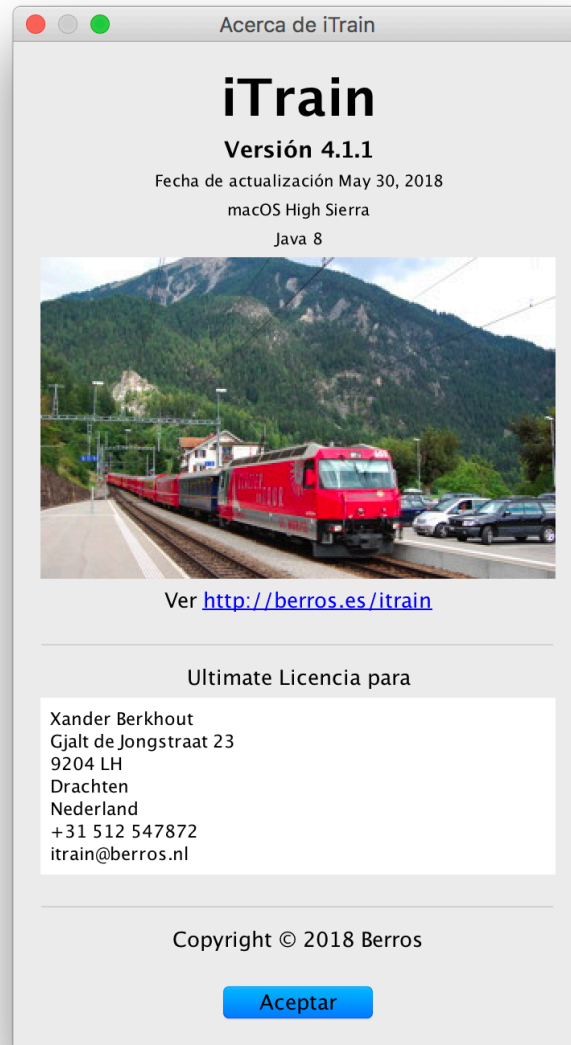 Acerca de iTrain
iTrain
Versión 4.1.1
Fecha de actualización May 30, 2018
macOS High Sierra
Java 8
Ver http://berros.es/itrain
Ultimate Licencia para
Xander Berkhout
Gjalt de Jongstraat 23
9204 LH
Drachten
Nederland
+31 512 547872
itrain@berros.nl
Copyright © 2018 Berros
Aceptar